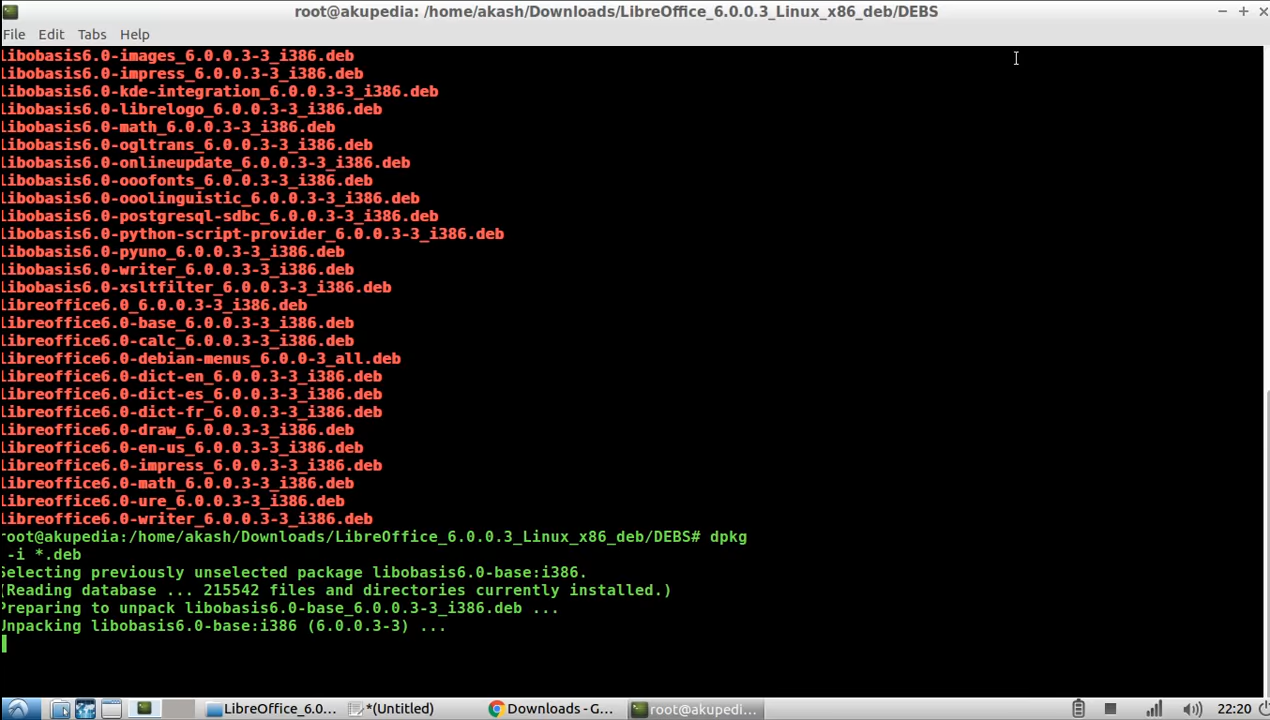 root@akupedia: /home/akash/Downloads/LibreOffice_6.0.0.3_Linux_x86_deb/DEBS
File Edit Tabs Help
libobasis6.0-images_6.0.0.3-3_i386.deb
libobasis6.0-impress_6.0.0.3-3_i386.deb
libobasis6.0-kde-integration_6.0.0.3-3_i386.deb
libobasis6.0-librelogo_6.0.0.3-3_i386.deb
libobasis6.0-math_6.0.0.3-3_i386.deb
libobasis6.0-ogltrans_6.0.0.3-3_i386.deb
libobasis6.0-onlineupdate_6.0.0.3-3_i386.deb
libobasis6.0-ooofonts_6.0.0.3-3_i386.deb
libobasis6.0-ooolinguistic_6.0.0.3-3_i386.deb
libobasis6.0-postgresql-sdbc_6.0.0.3-3_i386.deb
libobasis6.0-python-script-provider_6.0.0.3-3_i386.deb
libobasis6.0-pyuno_6.0.0.3-3_i386.deb
libobasis6.0-writer_6.0.0.3-3_i386.deb
libobasis6.0-xsltfilter_6.0.0.3-3_i386.deb
libreoffice6.0_6.0.0.3-3_i386.deb
libreoffice6.0-base_6.0.0.3-3_i386.deb
libreoffice6.0-calc_6.0.0.3-3_i386.deb
libreoffice6.0-debian-menus_6.0.0-3_all.deb
libreoffice6.0-dict-en_6.0.0.3-3_i386.deb
libreoffice6.0-dict-es_6.0.0.3-3_i386.deb
libreoffice6.0-dict-fr_6.0.0.3-3_i386.deb
libreoffice6.0-draw_6.0.0.3-3_i386.deb
libreoffice6.0-en-us_6.0.0.3-3_i386.deb
libreoffice6.0-impress_6.0.0.3-3_i386.deb
libreoffice6.0-math_6.0.0.3-3_i386.deb
libreoffice6.0-ure_6.0.0.3-3_i386.deb
libreoffice6.0-writer_6.0.0.3-3_i386.deb
root@akupedia:/home/akash/Downloads/LibreOffice_6.0.0.3_Linux_x86_deb/DEBS# dpkg
-i *.deb
Selecting previously unselected package libobasis6.0-base:i386.
(Reading database ... 215542 files and directories currently installed.)
Preparing to unpack libobasis6.0-base_6.0.0.3-3_i386.deb ...
Unpacking libobasis6.0-base:i386 (6.0.0.3-3) ...
LibreOffice_6.0... *(Untitled) Downloads - G... root@akupedi... 22:20